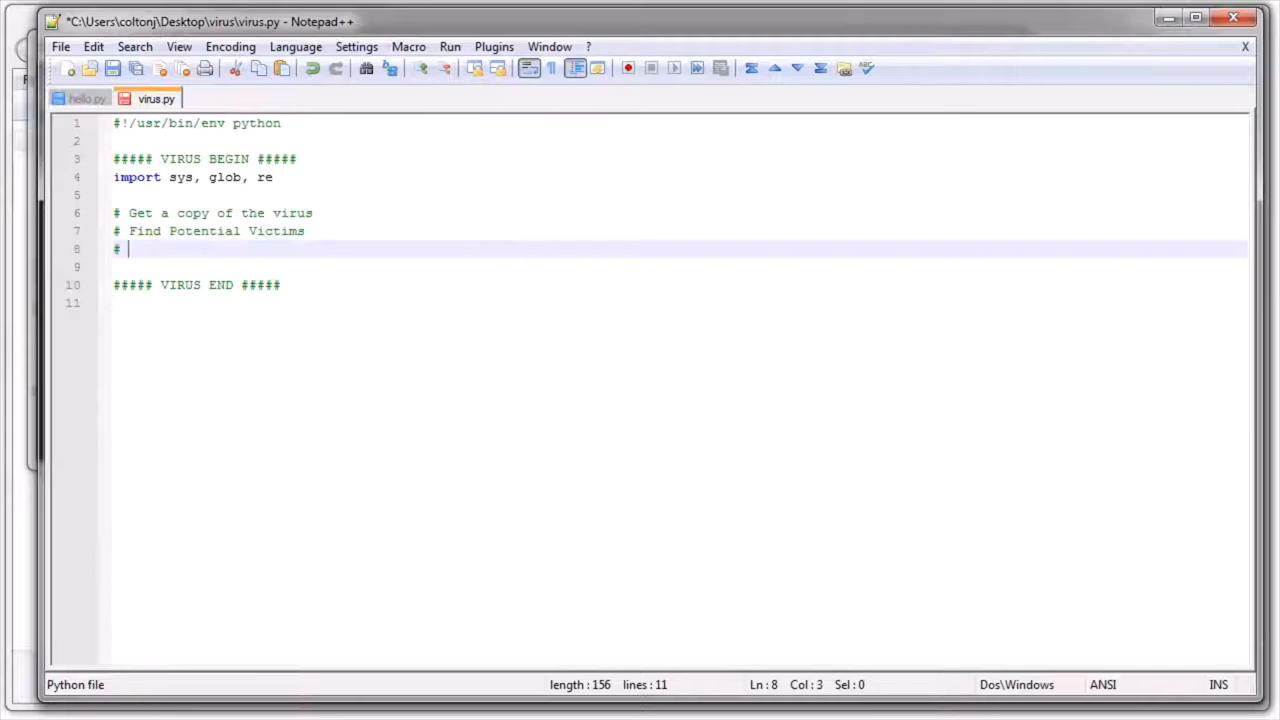 *C:\Users\coltonj\Desktop\virus\virus.py - Notepad++
File Edit Search View Encoding Language Settings Macro Run Plugins Window ? X
hello.py virus.py
1 #!/usr/bin/env python
2
3 ##### VIRUS BEGIN #####
4 import sys, glob, re
5
6 # Get a copy of the virus
7 # Find Potential Victims
8 #
9
10 ##### VIRUS END #####
11
Python file length : 156 lines : 11 Ln : 8 Col : 3 Sel : 0 Dos\Windows ANSI INS